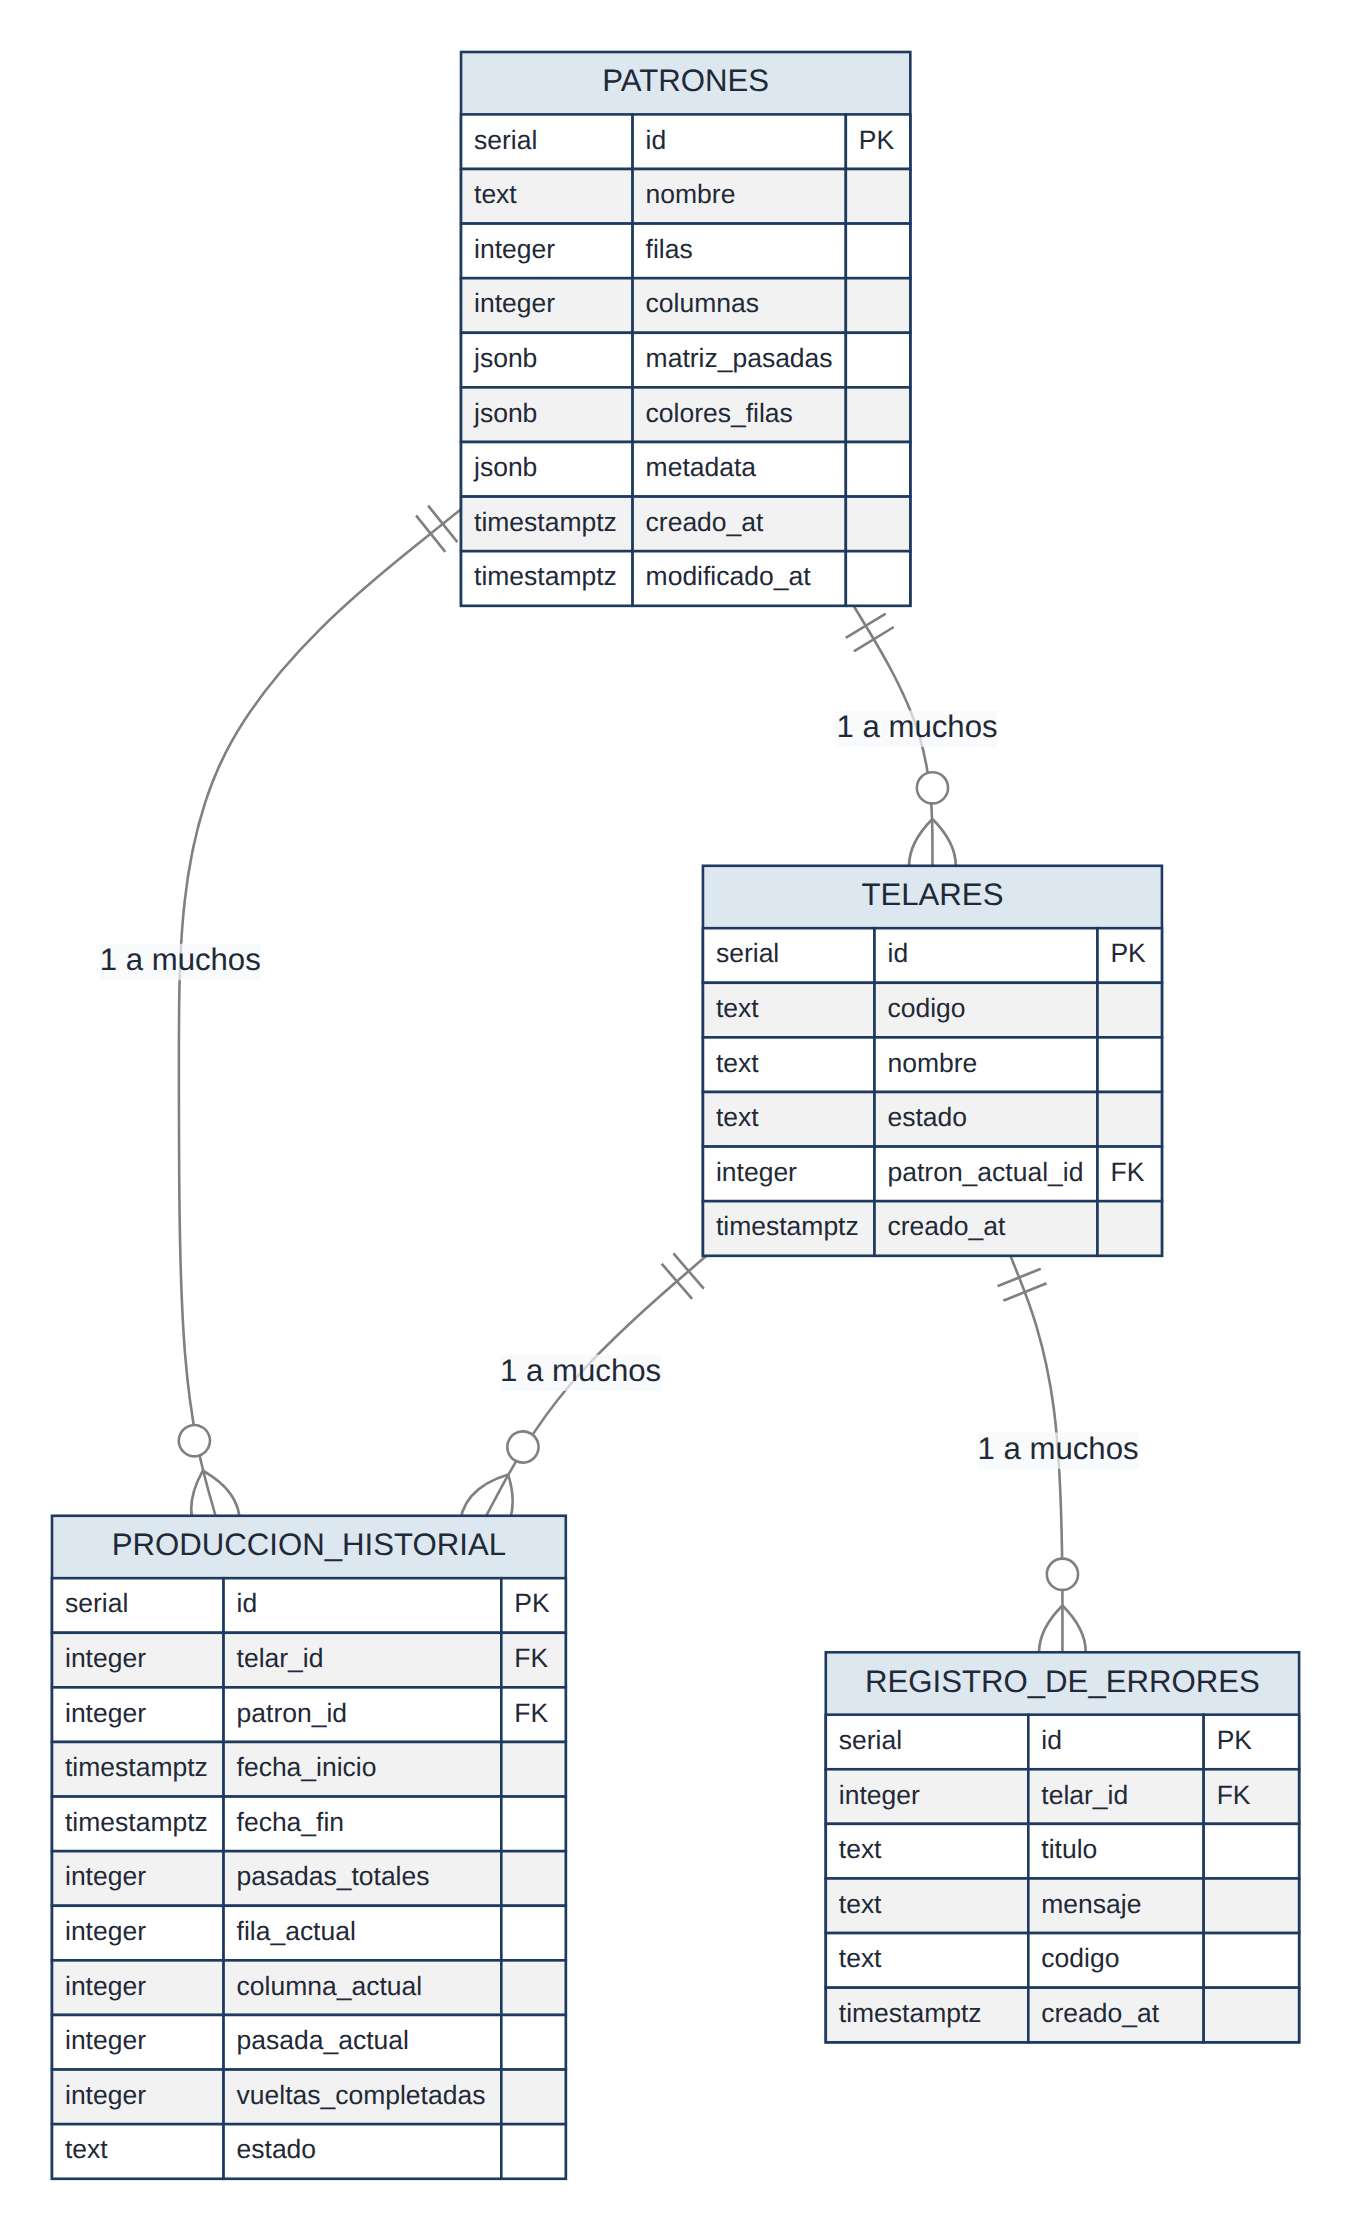 PATRONES
serial id PK
text nombre
integer filas
integer columnas
jsonb matriz_pasadas
jsonb colores_filas
jsonb metadata
timestamptz creado_at
timestamptz modificado_at
1 a muchos
1 a muchos
TELARES
serial id PK
text codigo
text nombre
text estado
integer patron_actual_id FK
timestamptz creado_at
1 a muchos
1 a muchos
PRODUCCION_HISTORIAL
serial id PK
integer telar_id FK
integer patron_id FK
timestamptz fecha_inicio
timestamptz fecha_fin
integer pasadas_totales
integer fila_actual
integer columna_actual
integer pasada_actual
integer vueltas_completadas
text estado
REGISTRO_DE_ERRORES
serial id PK
integer telar_id FK
text titulo
text mensaje
text codigo
timestamptz creado_at